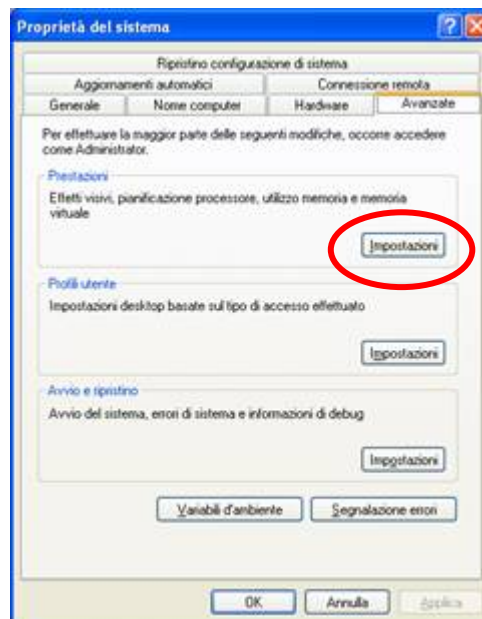 Proprietà del sistema
Ripristino configurazione di sistema
Aggiornamenti automatici Connessione remota
Generale Nome computer Hardware Avanzate
Per effettuare la maggior parte delle seguenti modifiche, occorre accedere
come Administrator.
Prestazioni
Effetti visivi, pianificazione processore, utilizzo memoria e memoria
virtuale
Impostazioni
Profili utente
Impostazioni desktop basate sul tipo di accesso effettuato
Impostazioni
Avvio e ripristino
Avvio del sistema, errori di sistema e informazioni di debug
Impostazioni
Variabili d'ambiente Segnalazione errori
OK Annulla Applica